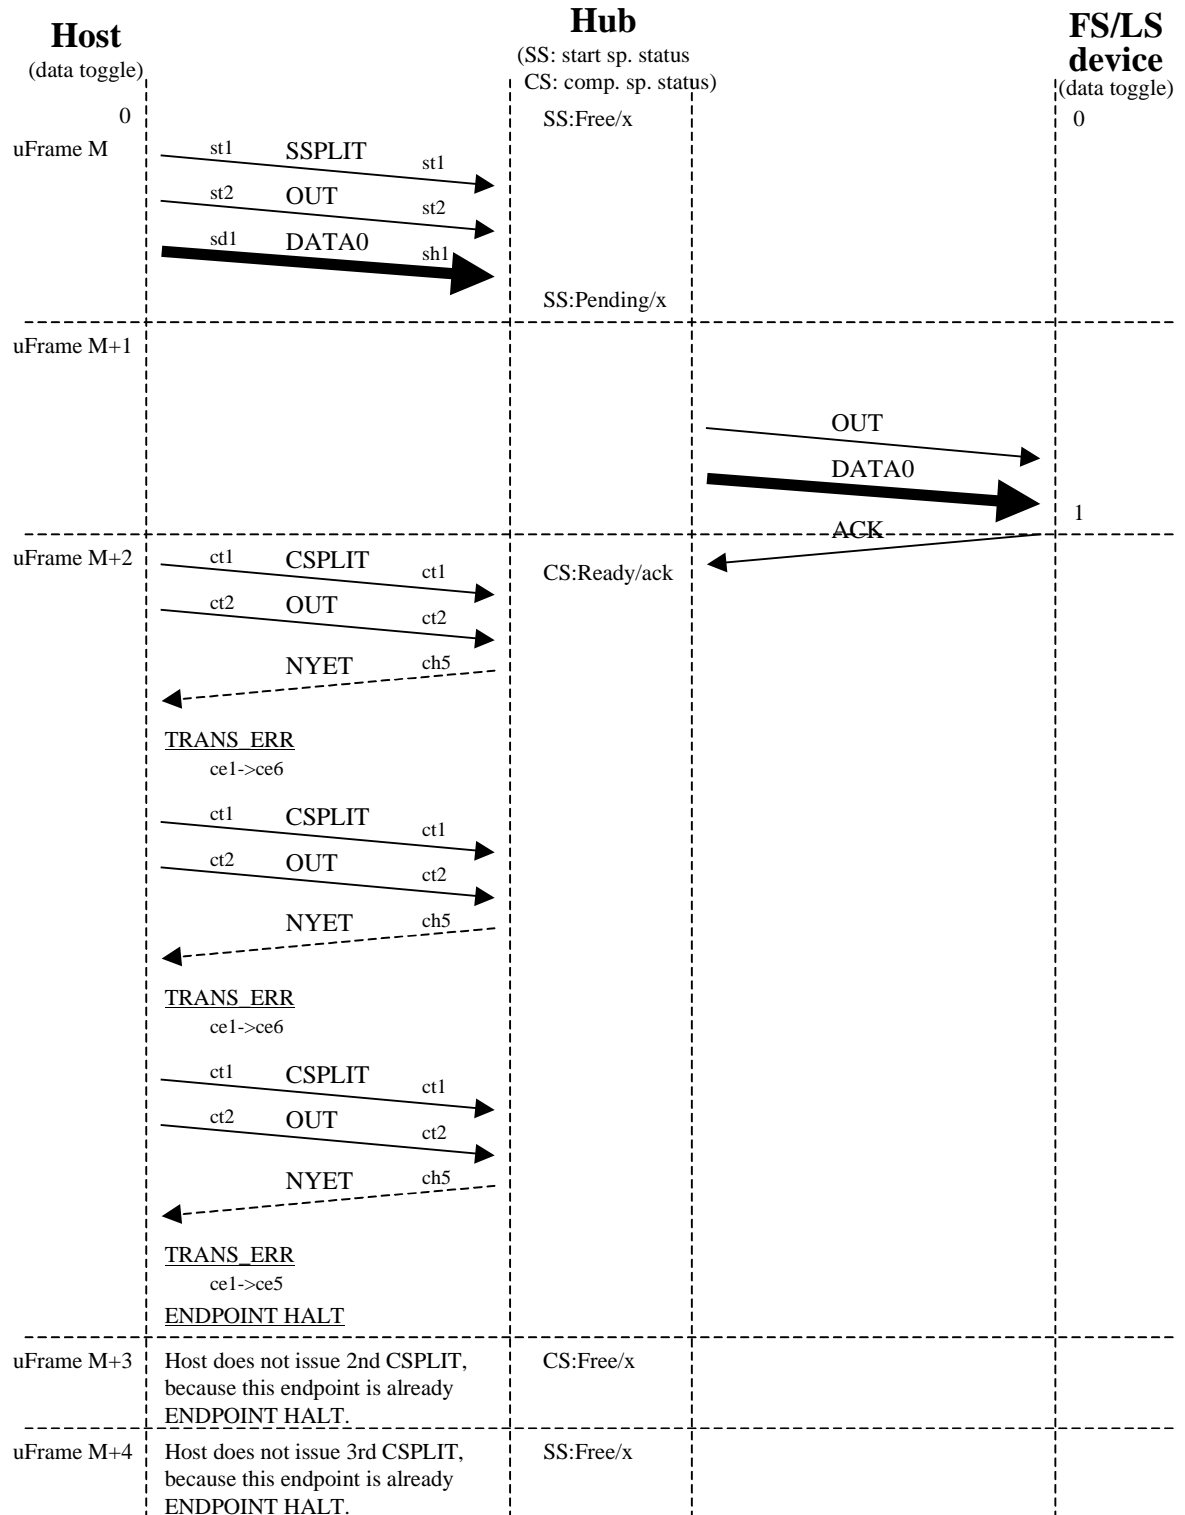 Host
(data toggle)
Hub
(SS: start sp. status
CS: comp. sp. status)
FS/LS
device
(data toggle)
0
SS:Free/x
0
uFrame M
st1 SSPLIT st1
st2 OUT st2
sd1 DATA0 sh1
SS:Pending/x
uFrame M+1
OUT
DATA0
1
ACK
uFrame M+2
ct1 CSPLIT ct1
CS:Ready/ack
ct2 OUT ct2
NYET ch5
TRANS_ERR
ce1->ce6
ct1 CSPLIT ct1
ct2 OUT ct2
NYET ch5
TRANS_ERR
ce1->ce6
ct1 CSPLIT ct1
ct2 OUT ct2
NYET ch5
TRANS_ERR
ce1->ce5
ENDPOINT HALT
uFrame M+3
Host does not issue 2nd CSPLIT,
because this endpoint is already
ENDPOINT HALT.
CS:Free/x
uFrame M+4
Host does not issue 3rd CSPLIT,
because this endpoint is already
ENDPOINT HALT.
SS:Free/x